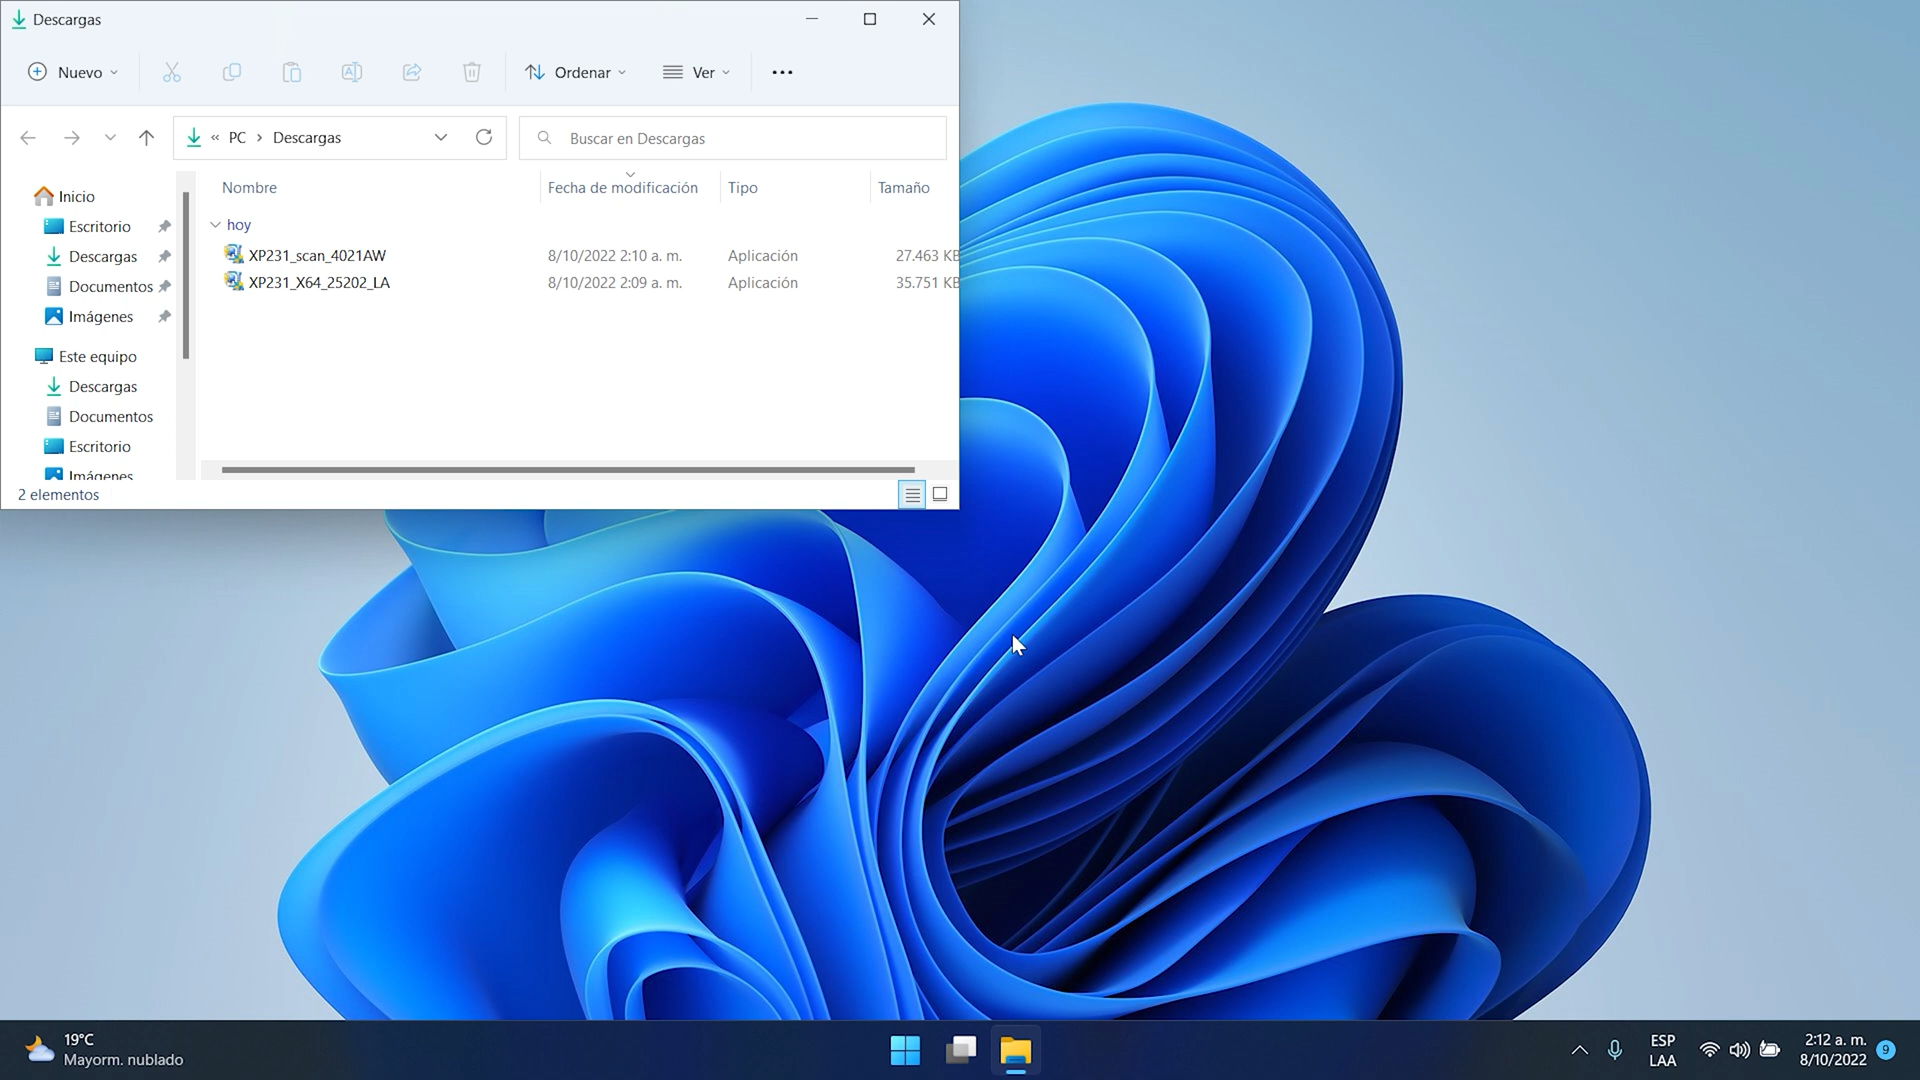 Descargas
Nuevo
Ordenar
Ver
PC
Descargas
Buscar en Descargas
Nombre
Fecha de modificación
Tipo
Tamaño
Inicio
Escritorio
Descargas
Documentos
Imágenes
Este equipo
Descargas
Documentos
Escritorio
Imágenes
hoy
XP231_scan_4021AW 8/10/2022 2:10 a. m. Aplicación 27.463 KB
XP231_X64_25202_LA 8/10/2022 2:09 a. m. Aplicación 35.751 KB
2 elementos
19°C
Mayorm. nublado
ESP
LAA
2:12 a. m.
8/10/2022
9